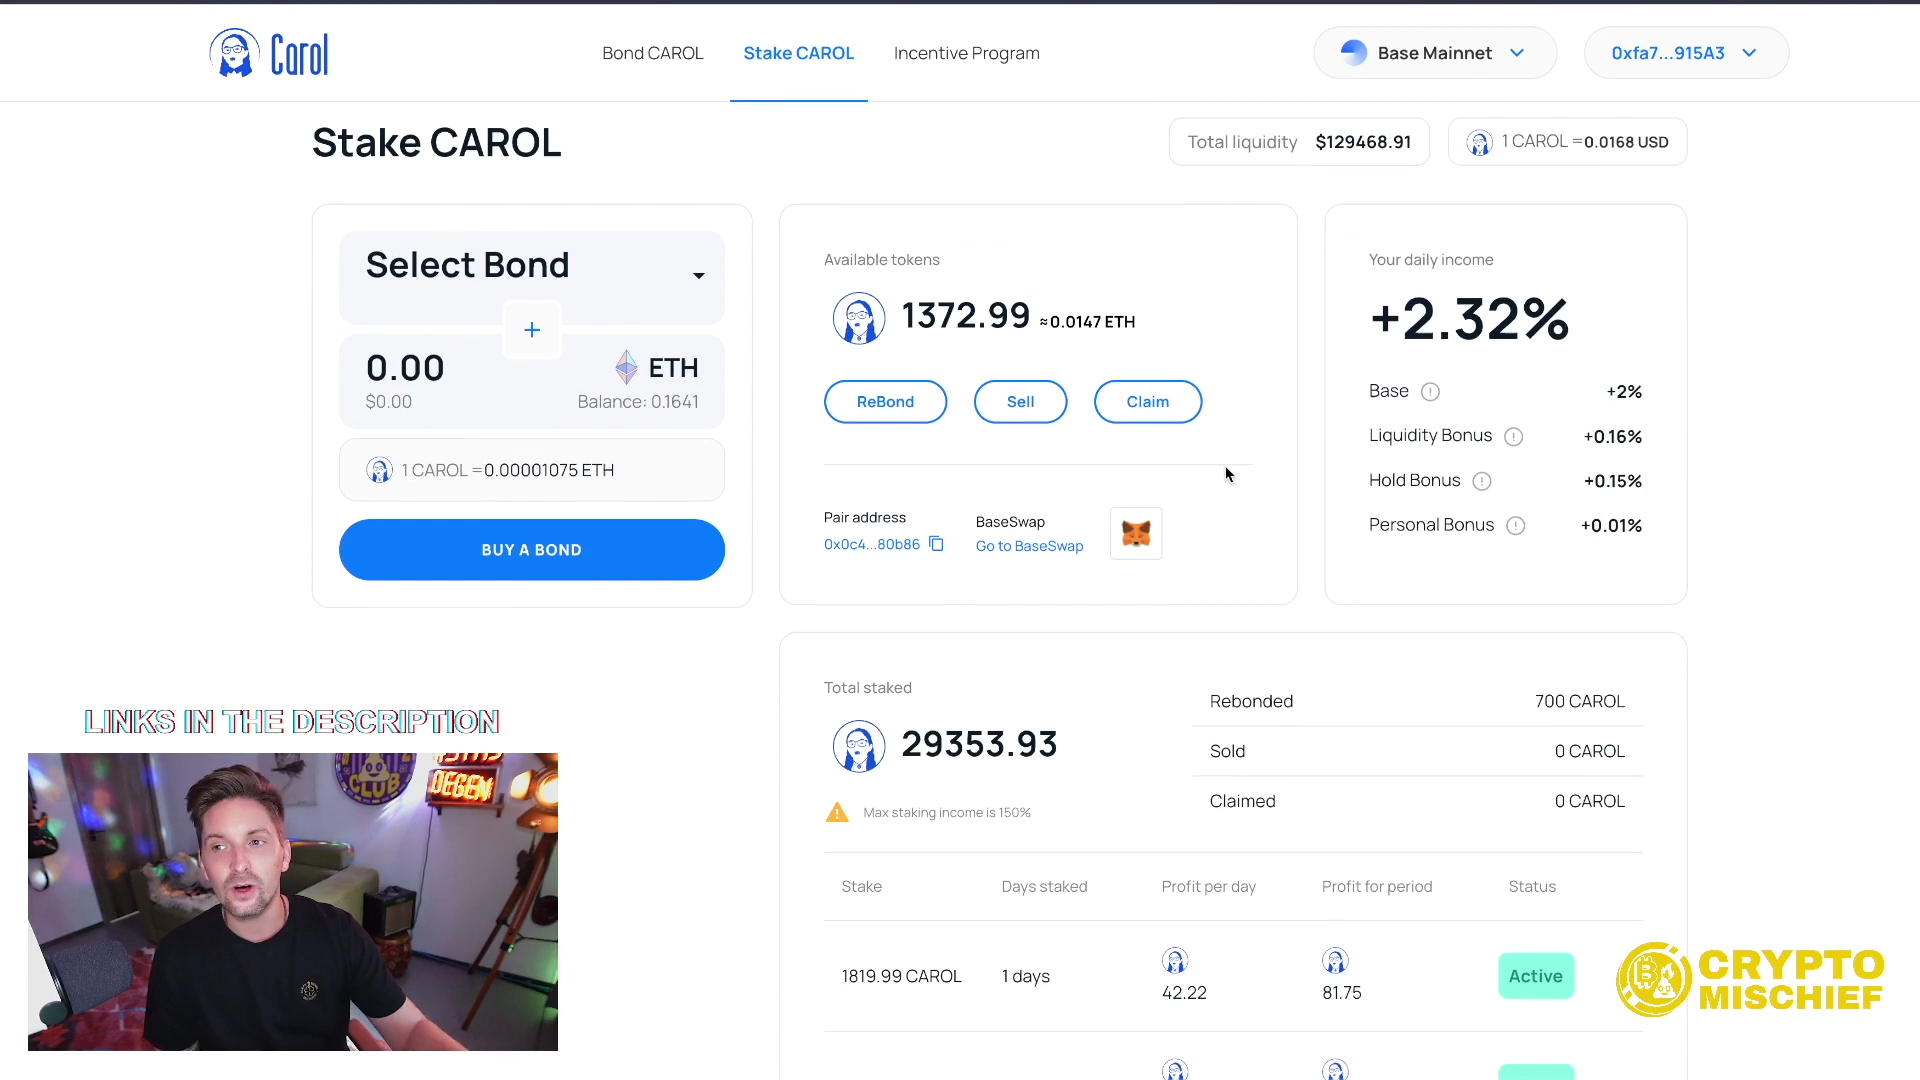 Carol
Bond CAROL
Stake CAROL
Incentive Program
Base Mainnet
0xfa7...915A3
Stake CAROL
Total liquidity $129468.91
1 CAROL =0.0168 USD
Select Bond
+
0.00
ETH
$0.00
Balance: 0.1641
1 CAROL =0.00001075 ETH
BUY A BOND
Available tokens
1372.99 ≈0.0147 ETH
ReBond
Sell
Claim
Pair address
0x0c4...80b86
BaseSwap
Go to BaseSwap
Your daily income
+2.32%
Base +2%
Liquidity Bonus +0.16%
Hold Bonus +0.15%
Personal Bonus +0.01%
Total staked
29353.93
Max staking income is 150%
Rebonded 700 CAROL
Sold 0 CAROL
Claimed 0 CAROL
Stake Days staked Profit per day Profit for period Status
1819.99 CAROL 1 days 42.22 81.75 Active
LINKS IN THE DESCRIPTION
CLUB
DEGEN
CRYPTO
MISCHIEF